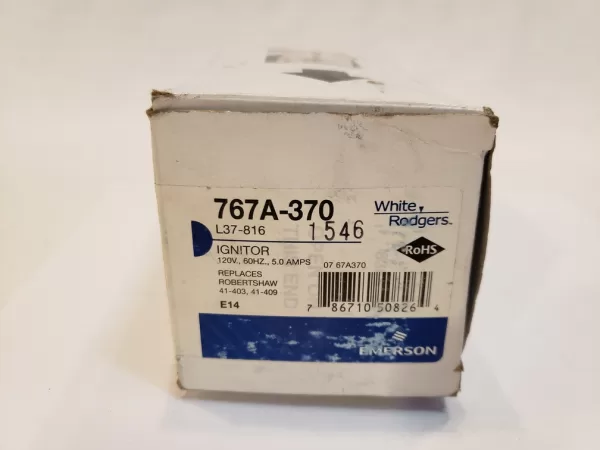 767A-370
White
Rodgers
L37-816
1546
IGNITOR
RoHS
120V., 60HZ., 5.0 AMPS
07 67A370
REPLACES
ROBERTSHAW
41-403, 41-409
E14
7 86710 50826 4
EMERSON